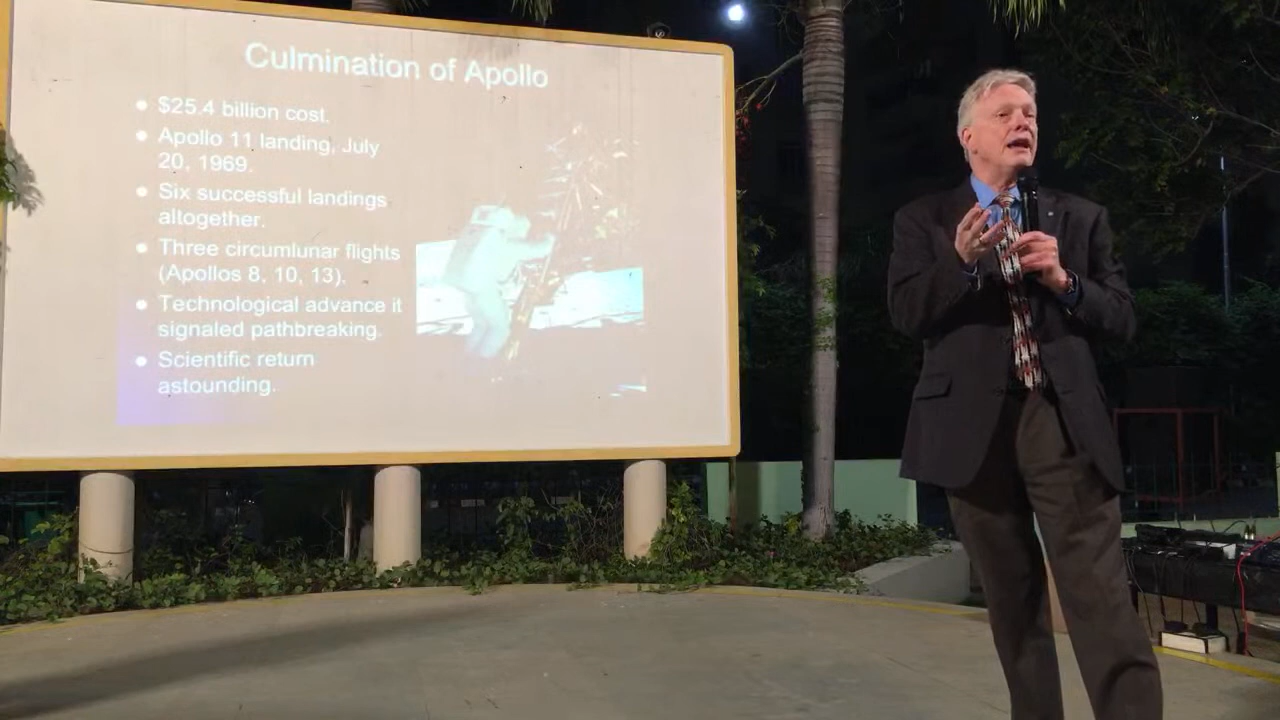 Culmination of Apollo
● $25.4 billion cost.
● Apollo 11 landing, July
20, 1969.
● Six successful landings
altogether.
● Three circumlunar flights
(Apollos 8, 10, 13).
● Technological advance it
signaled pathbreaking.
● Scientific return
astounding.